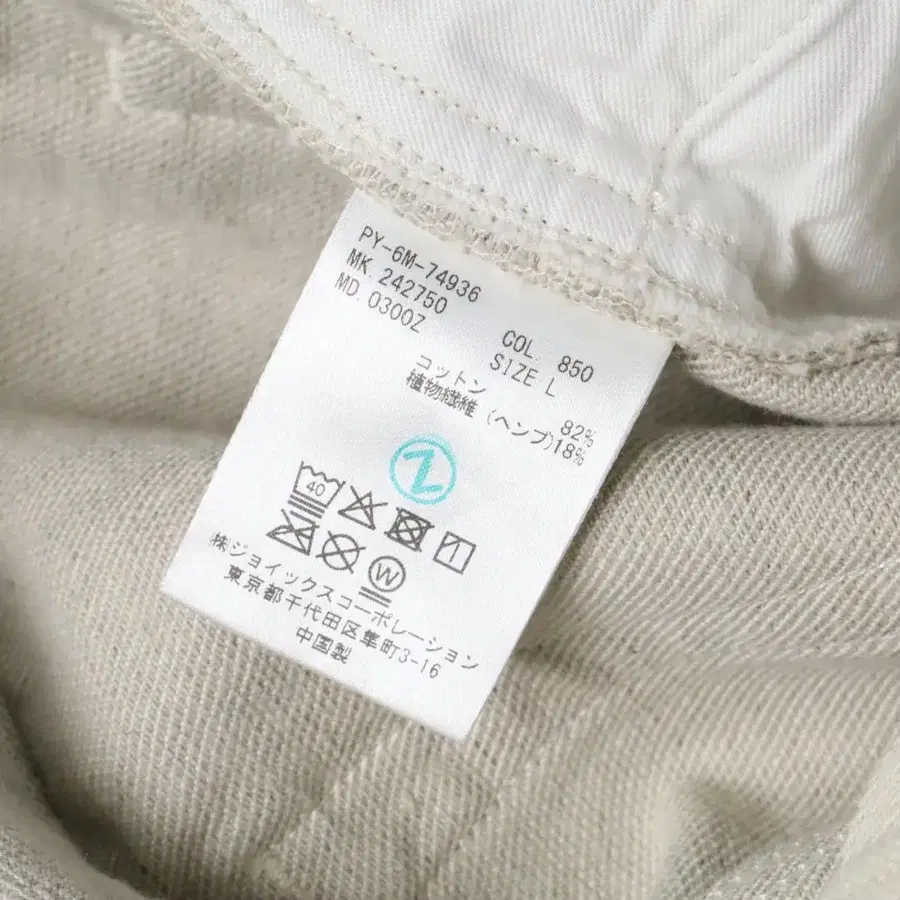 PY-6M-74936
MK. 242750
MD. 0300Z
COL. 850
SIZE L
コットン 82%
植物繊維 (ヘンプ) 18%
Z
40
1
W
㈱ジョイックスコーポレーション
東京都千代田区隼町3-16
中国製